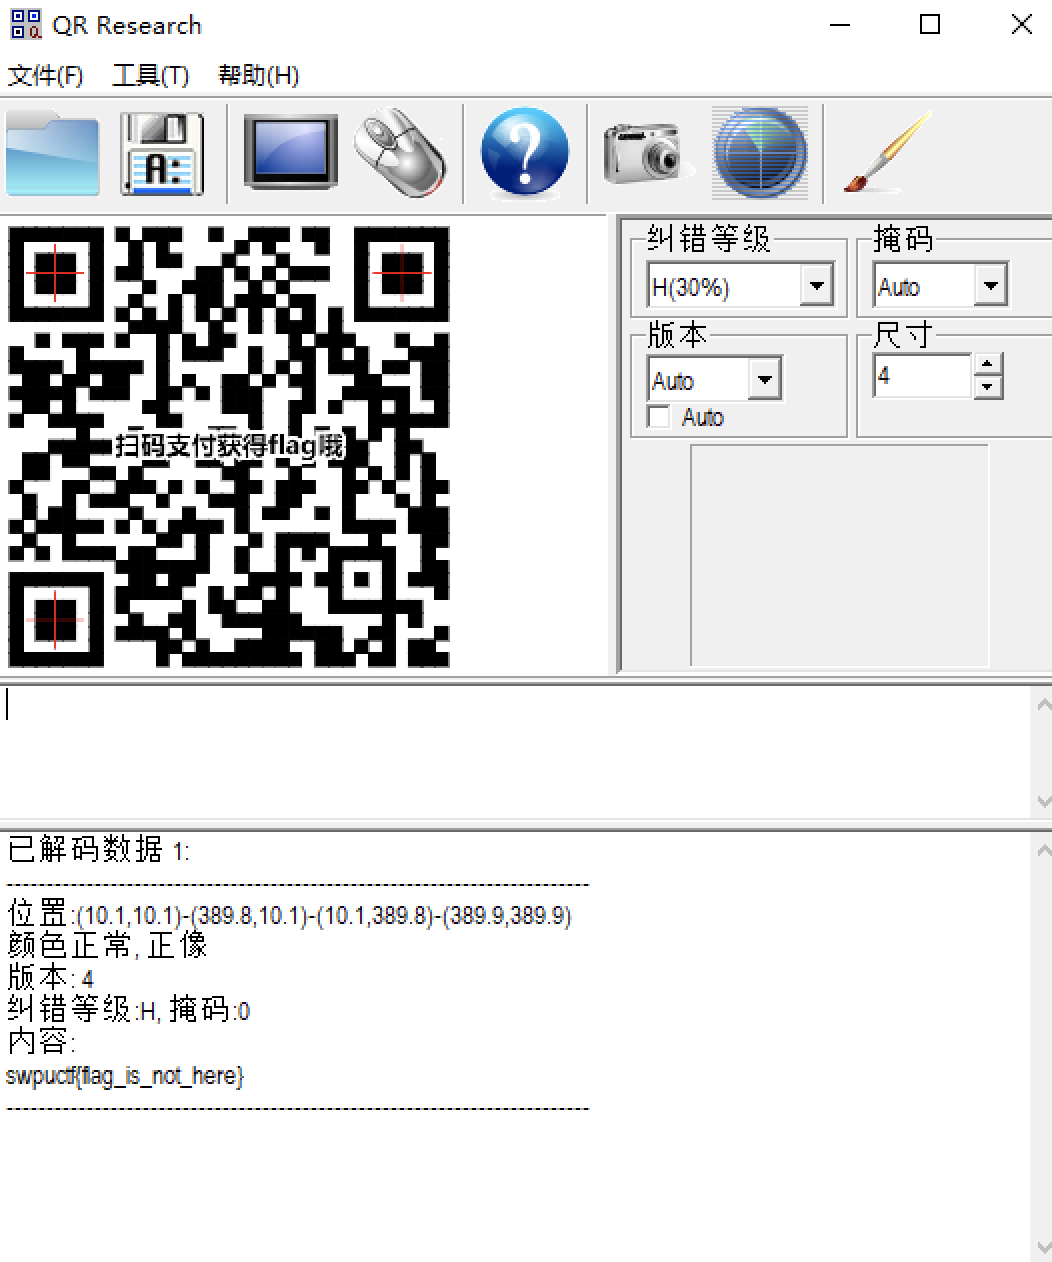 QR Research
文件(F) 工具(T) 帮助(H)
A:
?
纠错等级
掩码
H(30%)
Auto
版本
尺寸
Auto
4
Auto
扫码支付获得flag哦
已解码数据 1:
--------------------------------------------------------------------------------
位置:(10.1,10.1)-(389.8,10.1)-(10.1,389.8)-(389.9,389.9)
颜色正常, 正像
版本: 4
纠错等级:H, 掩码:0
内容:
swpuctf{flag_is_not_here}
--------------------------------------------------------------------------------